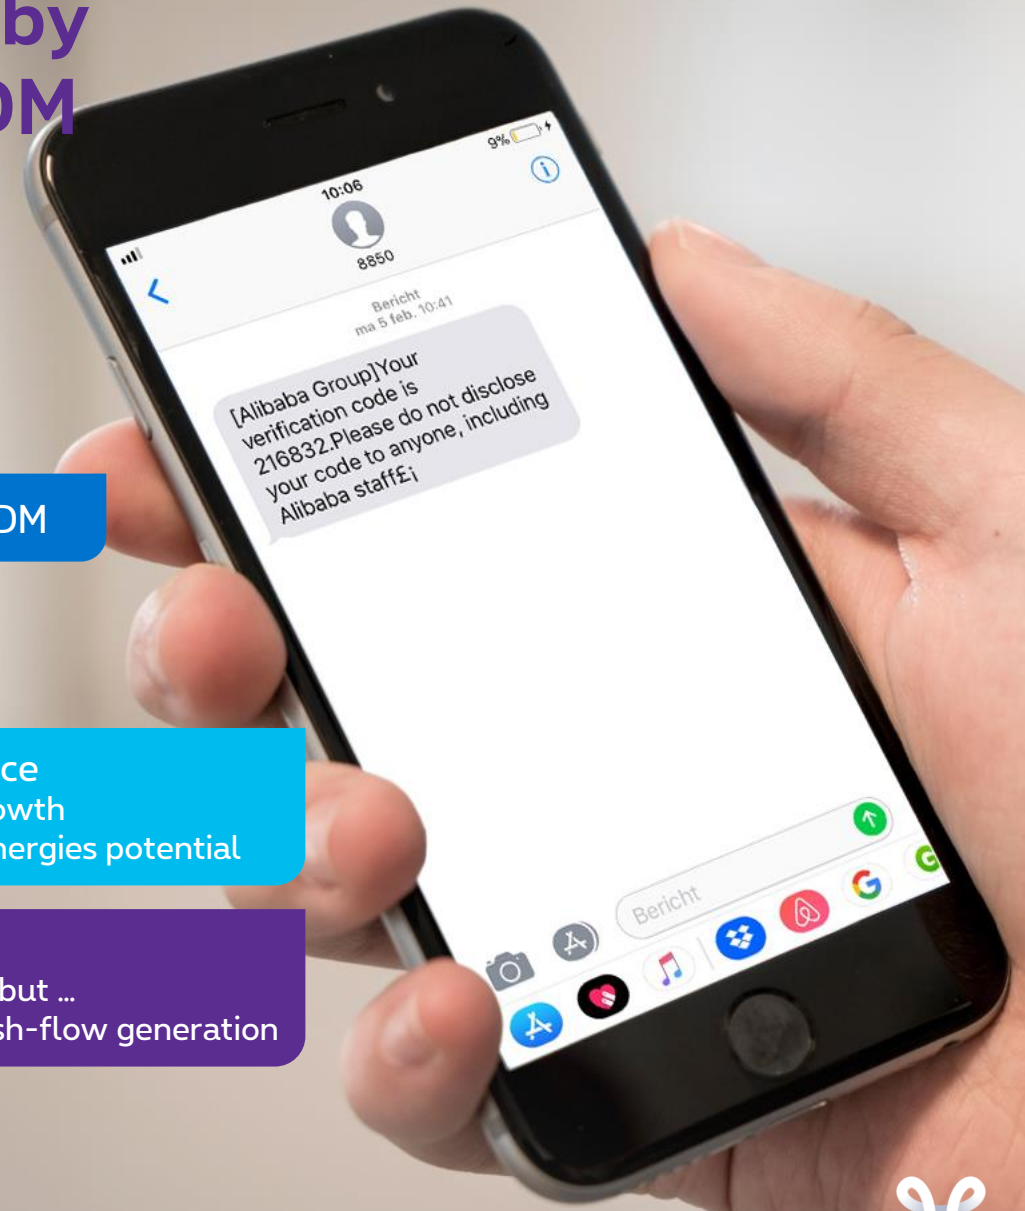 by
DM
9%
10:06
8850
Bericht
ma 5 feb. 10:41
[Alibaba Group]Your
verification code is
216832.Please do not disclose
your code to anyone, including
Alibaba staff£¡
DM
ce
owth
nergies potential
but ...
sh-flow generation
Bericht